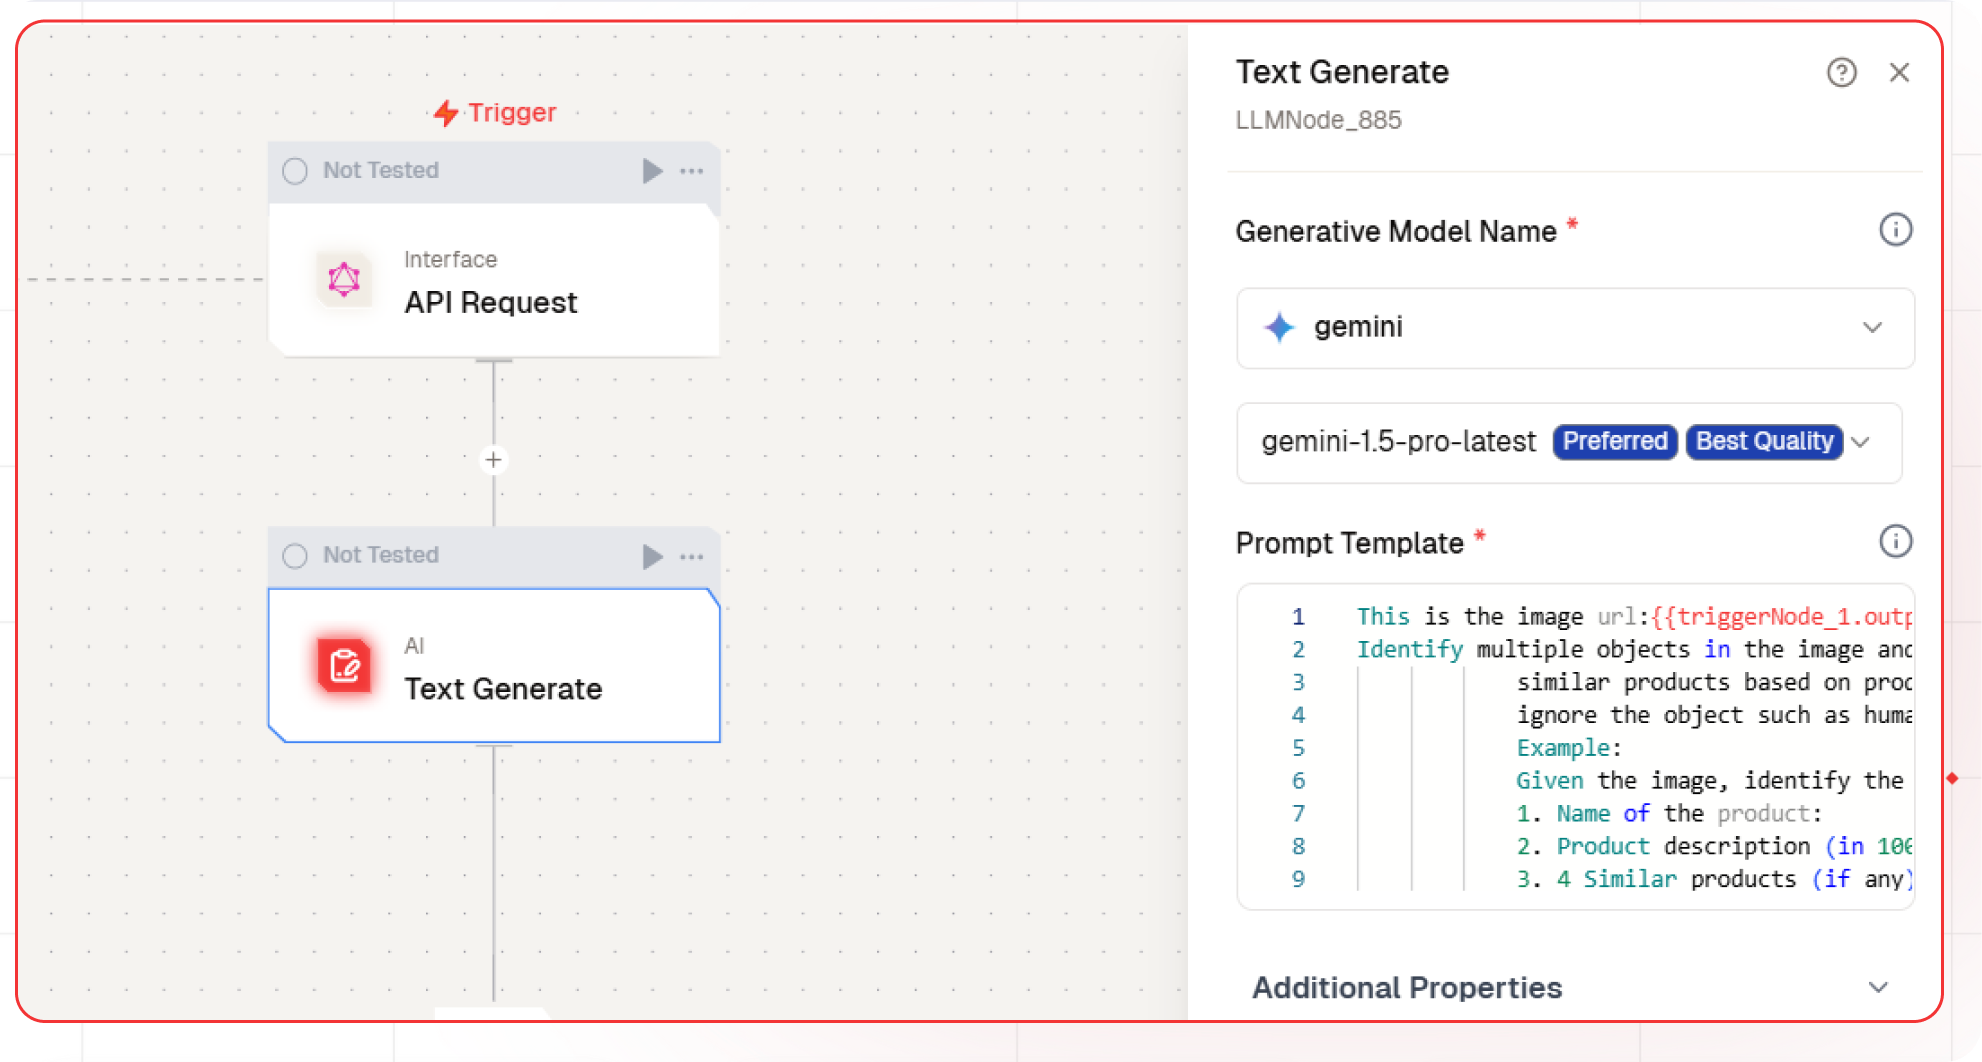 Trigger
Not Tested
Interface
API Request
Not Tested
AI
Text Generate
Text Generate
LLMNode_885
Generative Model Name *
gemini
gemini-1.5-pro-latest Preferred Best Quality
Prompt Template *
1 This is the image url:{{triggerNode_1.outp
2 Identify multiple objects in the image and
3 similar products based on prod
4 ignore the object such as huma
5 Example:
6 Given the image, identify the
7 1. Name of the product:
8 2. Product description (in 100
9 3. 4 Similar products (if any)
Additional Properties